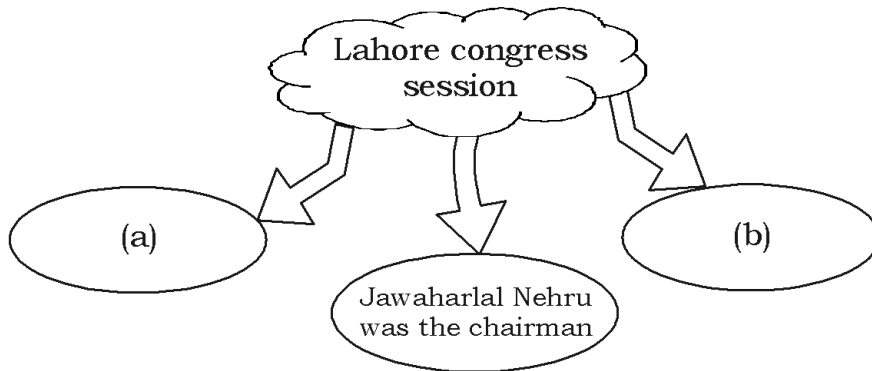 Lahore congress
session
(a)
(b)
Jawaharlal Nehru
was the chairman